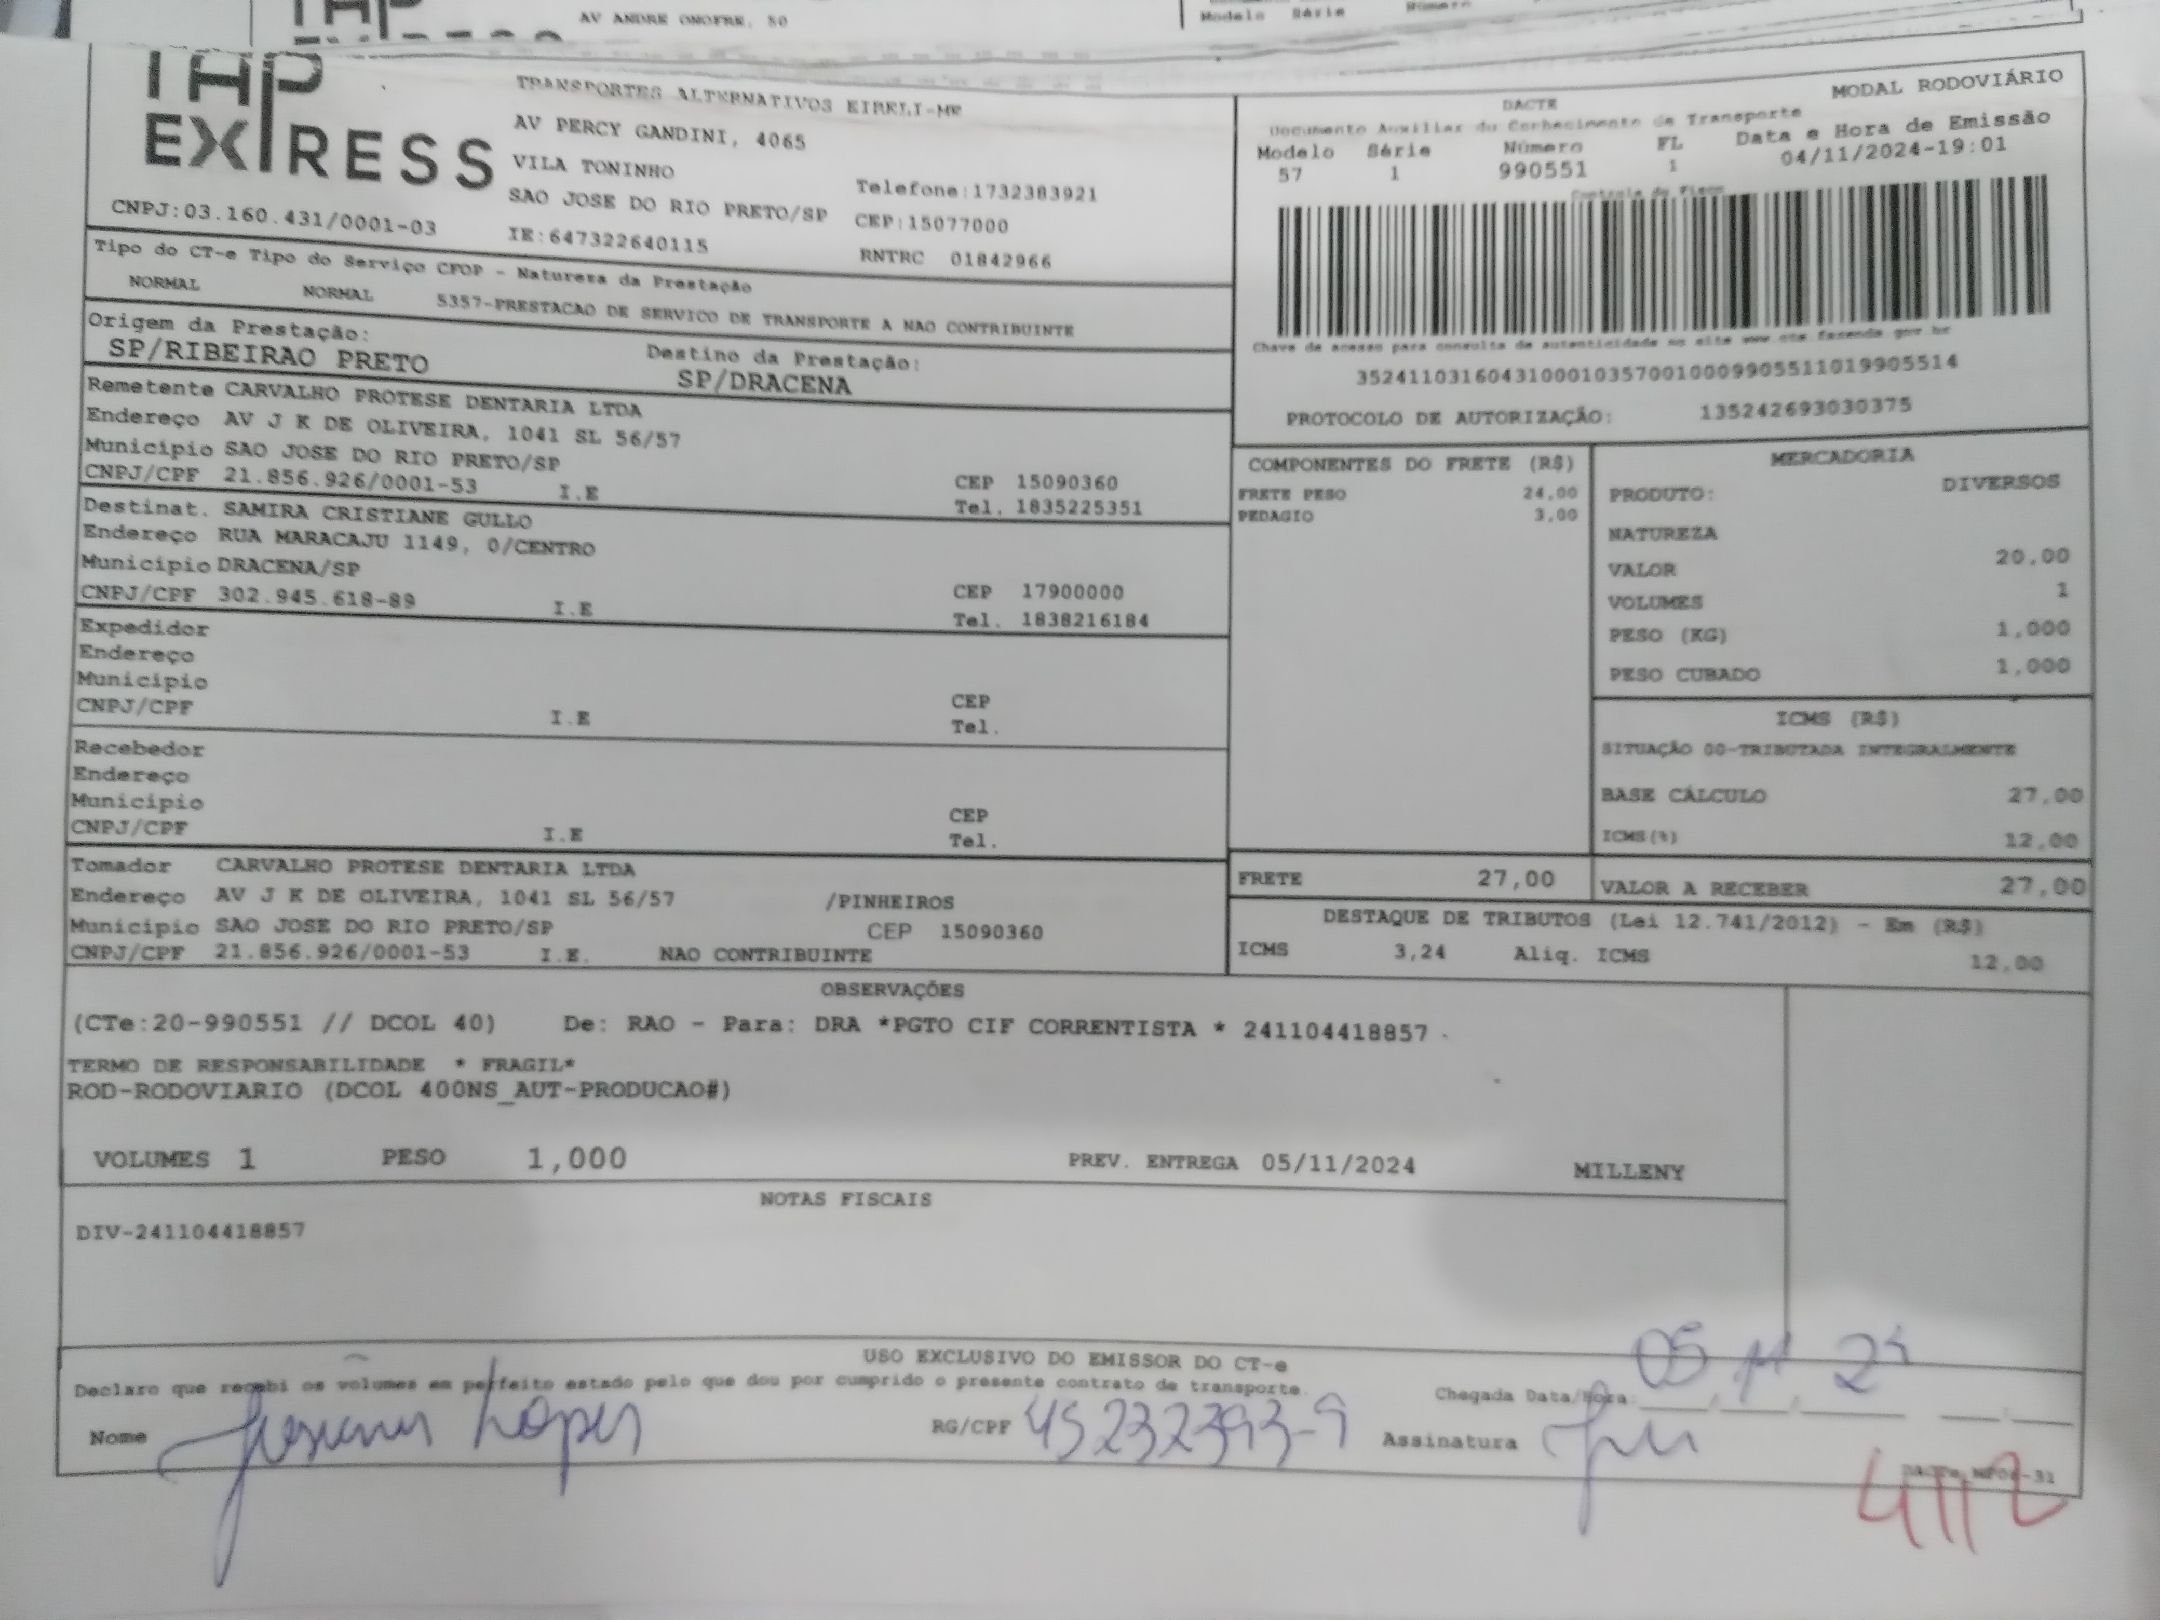 AV ANDRE ONOFRE, 50
Modelo Série Número
TAP EXPRESS
TRANSPORTES ALTERNATIVOS EIRELI-ME
AV PERCY GANDINI, 4065
VILA TONINHO
SAO JOSE DO RIO PRETO/SP
Telefone:1732383921
CEP:15077000
CNPJ:03.160.431/0001-03
IE:647322640115
RNTRC 01842966
MODAL RODOVIÁRIO
DACTE
Documento Auxiliar do Conhecimento de Transporte
Modelo Série Número FL Data e Hora de Emissão
57 1 990551 1 04/11/2024-19:01
Controle do Fisco
Chave de acesso para consulta de autenticidade no site www.cte.fazenda.gov.br
35241103160431000103570010009905511019905514
PROTOCOLO DE AUTORIZAÇÃO: 135242693030375
Tipo do CT-e Tipo do Serviço CFOP - Natureza da Prestação
NORMAL NORMAL 5357-PRESTACAO DE SERVICO DE TRANSPORTE A NAO CONTRIBUINTE
Origem da Prestação: Destino da Prestação:
SP/RIBEIRAO PRETO SP/DRACENA
Remetente CARVALHO PROTESE DENTARIA LTDA
Endereço AV J K DE OLIVEIRA, 1041 SL 56/57
Municipio SAO JOSE DO RIO PRETO/SP CEP 15090360
CNPJ/CPF 21.856.926/0001-53 I.E Tel. 1835225351
Destinat. SAMIRA CRISTIANE GULLO
Endereço RUA MARACAJU 1149, 0/CENTRO
Municipio DRACENA/SP CEP 17900000
CNPJ/CPF 302.945.618-89 I.E Tel. 1838216184
Expedidor
Endereço
Municipio CEP
CNPJ/CPF I.E Tel.
Recebedor
Endereço
Municipio CEP
CNPJ/CPF I.E Tel.
Tomador CARVALHO PROTESE DENTARIA LTDA
Endereço AV J K DE OLIVEIRA, 1041 SL 56/57 /PINHEIROS
Municipio SAO JOSE DO RIO PRETO/SP CEP 15090360
CNPJ/CPF 21.856.926/0001-53 I.E. NAO CONTRIBUINTE
COMPONENTES DO FRETE (R$)
FRETE PESO 24,00
PEDAGIO 3,00
MERCADORIA
PRODUTO: DIVERSOS
NATUREZA
VALOR 20,00
VOLUMES 1
PESO (KG) 1,000
PESO CUBADO 1,000
ICMS (R$)
SITUAÇÃO 00-TRIBUTADA INTEGRALMENTE
BASE CÁLCULO 27,00
ICMS(%) 12,00
FRETE 27,00 VALOR A RECEBER 27,00
DESTAQUE DE TRIBUTOS (Lei 12.741/2012) - Em (R$)
ICMS 3,24 Aliq. ICMS 12,00
OBSERVAÇÕES
(CTe:20-990551 // DCOL 40) De: RAO - Para: DRA *PGTO CIF CORRENTISTA * 241104418857 .
TERMO DE RESPONSABILIDADE * FRAGIL*
ROD-RODOVIARIO (DCOL 400NS_AUT-PRODUCAO#)
VOLUMES 1 PESO 1,000 PREV. ENTREGA 05/11/2024 MILLENY
NOTAS FISCAIS
DIV-241104418857
USO EXCLUSIVO DO EMISSOR DO CT-e
Declaro que recebi os volumes em perfeito estado pelo que dou por cumprido o presente contrato de transporte.
Chegada Data/Hora: 05 11 24
Nome Josiane Lopes RG/CPF 45232393-9 Assinatura
4112